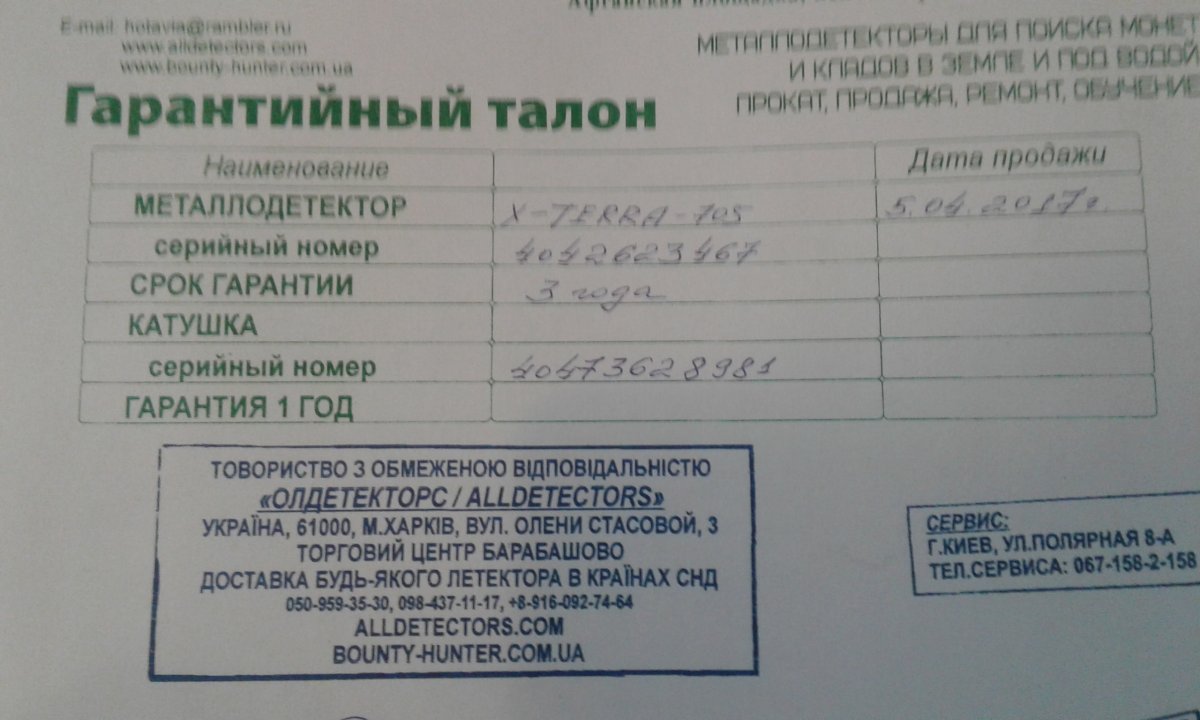 E-mail: hotavia@rambler.ru
www.alldetectors.com
www.bounty-hunter.com.ua
МЕТАЛЛОДЕТЕКТОРЫ ДЛЯ ПОИСКА МОНЕТ
И КЛАДОВ В ЗЕМЛЕ И ПОД ВОДОЙ
ПРОКАТ, ПРОДАЖА, РЕМОНТ, ОБУЧЕНИЕ
Гарантийный талон
Наименование Дата продажи
МЕТАЛЛОДЕТЕКТОР X-TERRA-705 5.04.2017г.
серийный номер 4042623467
СРОК ГАРАНТИИ 3 года
КАТУШКА
серийный номер 40473628981
ГАРАНТИЯ 1 ГОД
ТОВОРИСТВО З ОБМЕЖЕНОЮ ВІДПОВІДАЛЬНІСТЮ
«ОЛДЕТЕКТОРС / ALLDETECTORS»
УКРАЇНА, 61000, М.ХАРКІВ, ВУЛ. ОЛЕНИ СТАСОВОЙ, 3
ТОРГОВИЙ ЦЕНТР БАРАБАШОВО
ДОСТАВКА БУДЬ-ЯКОГО ЛЕТЕКТОРА В КРАЇНАХ СНД
050-959-35-30, 098-437-11-17, +8-916-092-74-64
ALLDETECTORS.COM
BOUNTY-HUNTER.COM.UA
СЕРВИС:
Г.КИЕВ, УЛ.ПОЛЯРНАЯ 8-А
ТЕЛ.СЕРВИСА: 067-158-2-158